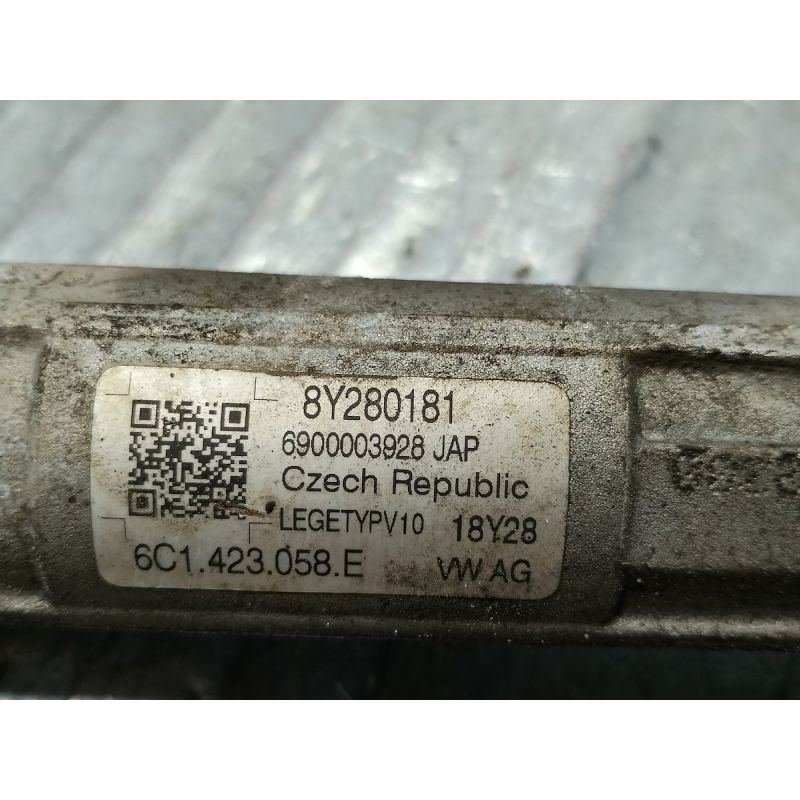 8Y280181
6900003928 JAP
Czech Republic
LEGETYPV10 18Y28
6C1.423.058.E VW AG